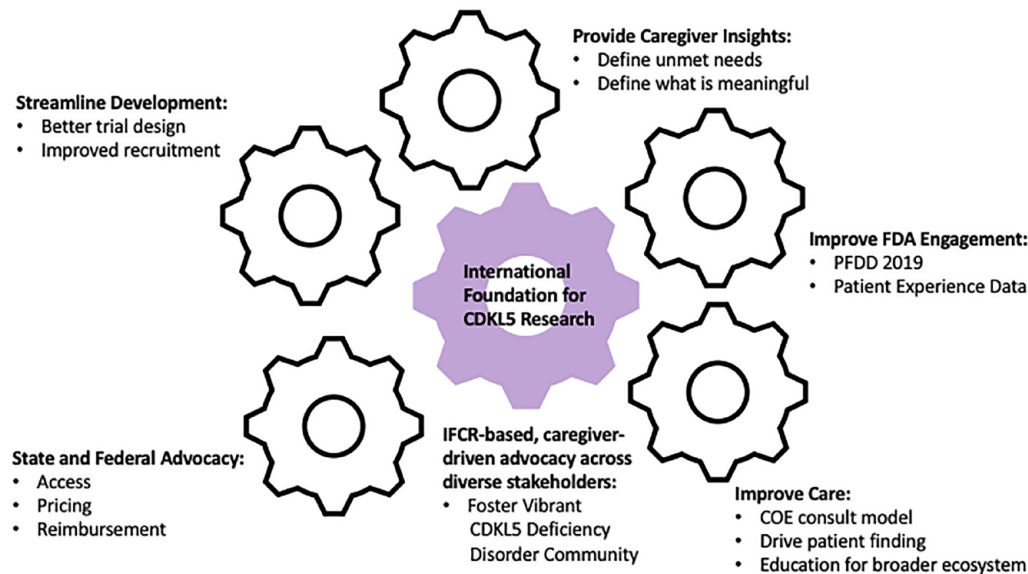 Provide Caregiver Insights:
• Define unmet needs
• Define what is meaningful
Streamline Development:
• Better trial design
• Improved recruitment
International
Foundation for
CDKL5 Research
Improve FDA Engagement:
• PFDD 2019
• Patient Experience Data
State and Federal Advocacy:
• Access
• Pricing
• Reimbursement
IFCR-based, caregiver-
driven advocacy across
diverse stakeholders:
• Foster Vibrant
CDKL5 Deficiency
Disorder Community
Improve Care:
• COE consult model
• Drive patient finding
• Education for broader ecosystem